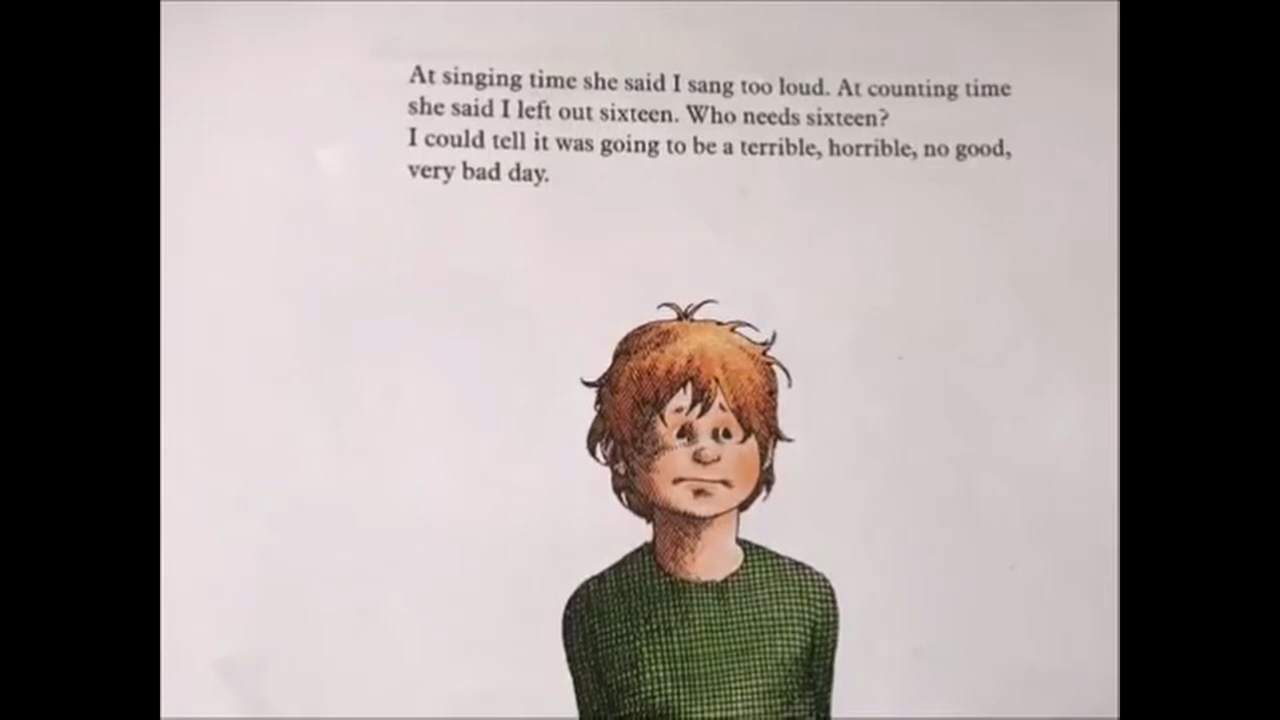 At singing time she said I sang too loud. At counting time
she said I left out sixteen. Who needs sixteen?
I could tell it was going to be a terrible, horrible, no good,
very bad day.